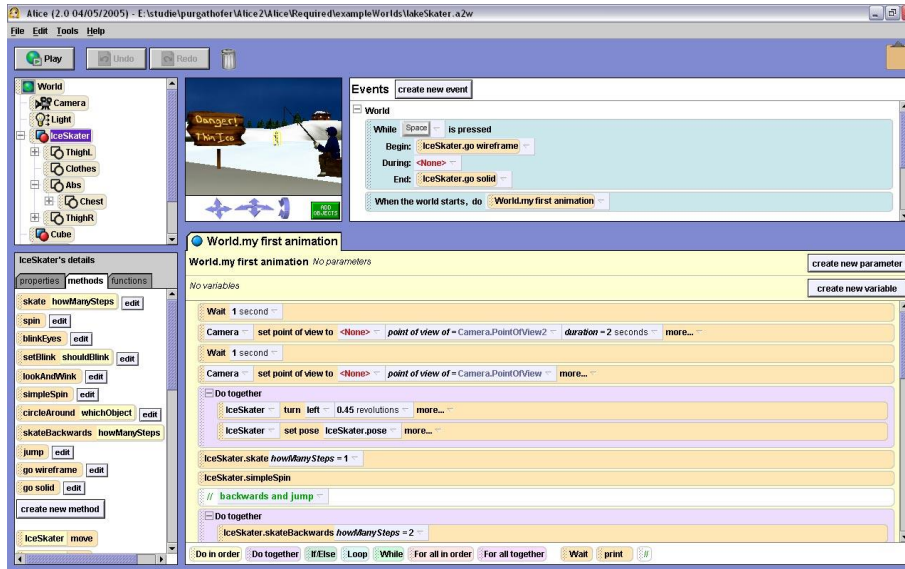 Alice (2.0 04/05/2005) - E:\studie\purgathofer\Alice2\Alice\Required\exampleWorlds\lakeSkater.a2w
File Edit Tools Help
Play Undo Redo
World
Camera
Light
IceSkater
ThighL
Clothes
Abs
Chest
ThighR
Cube
Danger!
Thin Ice
ADD OBJECTS
Events create new event
World
While Space is pressed
Begin: IceSkater.go wireframe
During: <None>
End: IceSkater.go solid
When the world starts, do World.my first animation
IceSkater's details
properties methods functions
skate howManySteps edit
spin edit
blinkEyes edit
setBlink shouldBlink edit
lookAndWink edit
simpleSpin edit
circleAround whichObject edit
skateBackwards howManySteps
jump edit
go wireframe edit
go solid edit
create new method
IceSkater move
World.my first animation
World.my first animation No parameters create new parameter
No variables create new variable
Wait 1 second
Camera set point of view to <None> point of view of = Camera.PointOfView2 duration = 2 seconds more...
Wait 1 second
Camera set point of view to <None> point of view of = Camera.PointOfView more...
Do together
IceSkater turn left 0.45 revolutions more...
IceSkater set pose IceSkater.pose more...
IceSkater.skate howManySteps = 1
IceSkater.simpleSpin
// backwards and jump
Do together
IceSkater.skateBackwards howManySteps = 2
Do in order Do together If/Else Loop While For all in order For all together Wait print //